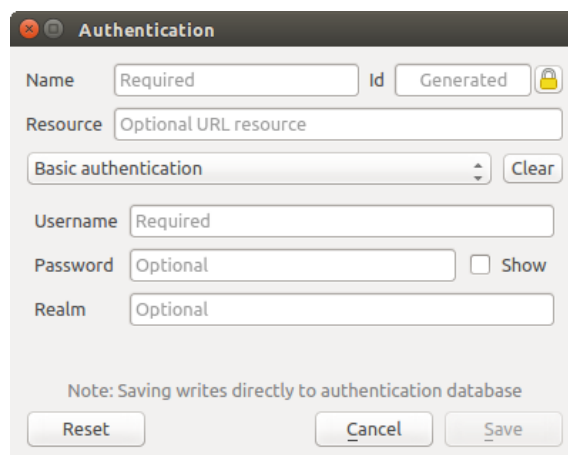 Authentication
Name Required Id Generated
Resource Optional URL resource
Basic authentication Clear
Username Required
Password Optional Show
Realm Optional
Note: Saving writes directly to authentication database
Reset Cancel Save